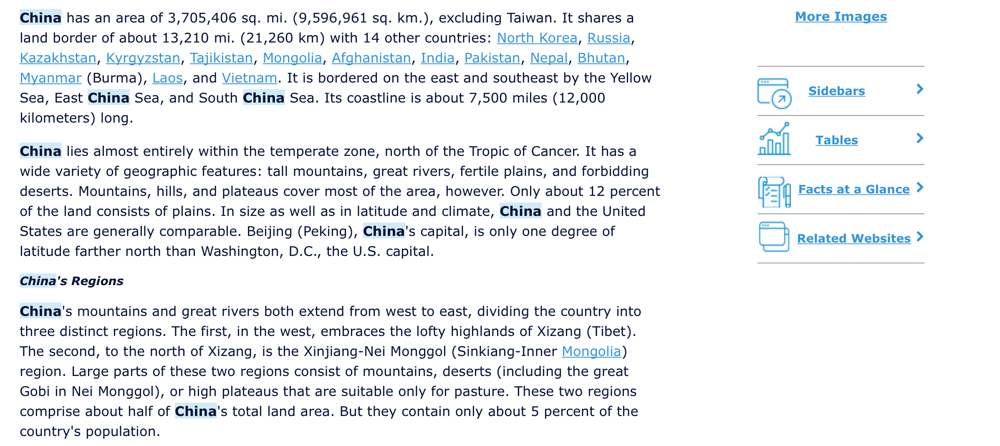 China has an area of 3,705,406 sq. mi. (9,596,961 sq. km.), excluding Taiwan. It shares a
land border of about 13,210 mi. (21,260 km) with 14 other countries: North Korea, Russia,
Kazakhstan, Kyrgyzstan, Tajikistan, Mongolia, Afghanistan, India, Pakistan, Nepal, Bhutan,
Myanmar (Burma), Laos, and Vietnam. It is bordered on the east and southeast by the Yellow
Sea, East China Sea, and South China Sea. Its coastline is about 7,500 miles (12,000
kilometers) long.
China lies almost entirely within the temperate zone, north of the Tropic of Cancer. It has a
wide variety of geographic features: tall mountains, great rivers, fertile plains, and forbidding
deserts. Mountains, hills, and plateaus cover most of the area, however. Only about 12 percent
of the land consists of plains. In size as well as in latitude and climate, China and the United
States are generally comparable. Beijing (Peking), China's capital, is only one degree of
latitude farther north than Washington, D.C., the U.S. capital.
China's Regions
China's mountains and great rivers both extend from west to east, dividing the country into
three distinct regions. The first, in the west, embraces the lofty highlands of Xizang (Tibet).
The second, to the north of Xizang, is the Xinjiang-Nei Monggol (Sinkiang-Inner Mongolia)
region. Large parts of these two regions consist of mountains, deserts (including the great
Gobi in Nei Monggol), or high plateaus that are suitable only for pasture. These two regions
comprise about half of China's total land area. But they contain only about 5 percent of the
country's population.
More Images
Sidebars
Tables
Facts at a Glance
Related Websites